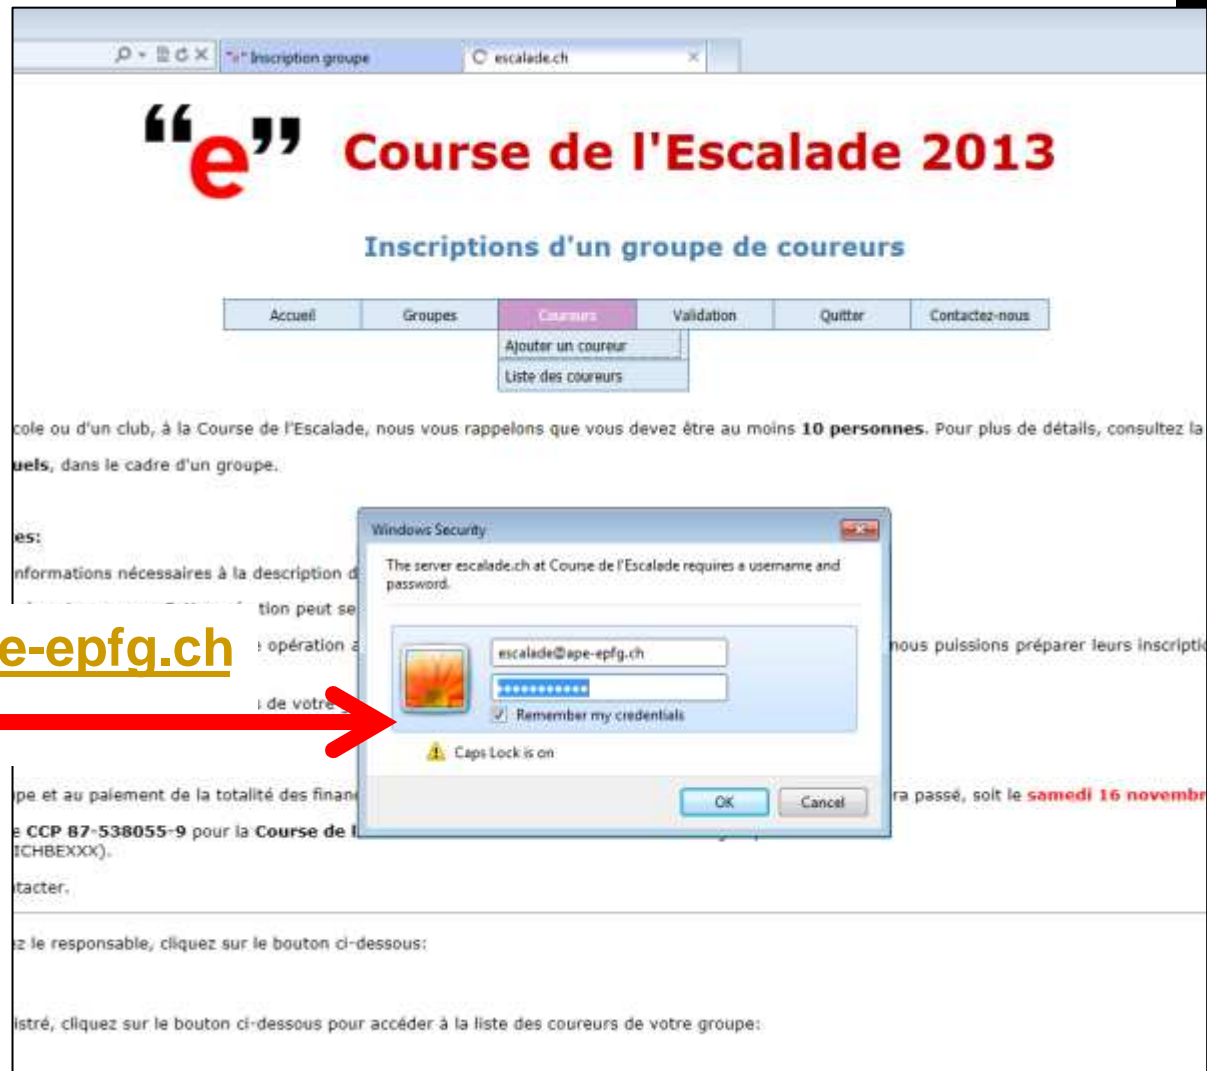 "e" Inscription groupe
escalade.ch
“e” Course de l'Escalade 2013
Inscriptions d'un groupe de coureurs
Accueil Groupes Coureurs Validation Quitter Contactez-nous
Ajouter un coureur
Liste des coureurs
cole ou d'un club, à la Course de l'Escalade, nous vous rappelons que vous devez être au moins 10 personnes. Pour plus de détails, consultez la
uels, dans le cadre d'un groupe.
es:
nformations nécessaires à la description d
tion peut se
opération a
nous puissions préparer leurs inscriptio
e-epfg.ch
s de votre
Windows Security
The server escalade.ch at Course de l'Escalade requires a username and
password.
escalade@ape-epfg.ch
••••••••••••
Remember my credentials
Caps Lock is on
OK Cancel
pe et au paiement de la totalité des finan
ra passé, soit le samedi 16 novembr
e CCP 87-538055-9 pour la Course de l
ICHBEXXX).
tacter.
ez le responsable, cliquez sur le bouton ci-dessous:
istré, cliquez sur le bouton ci-dessous pour accéder à la liste des coureurs de votre groupe: